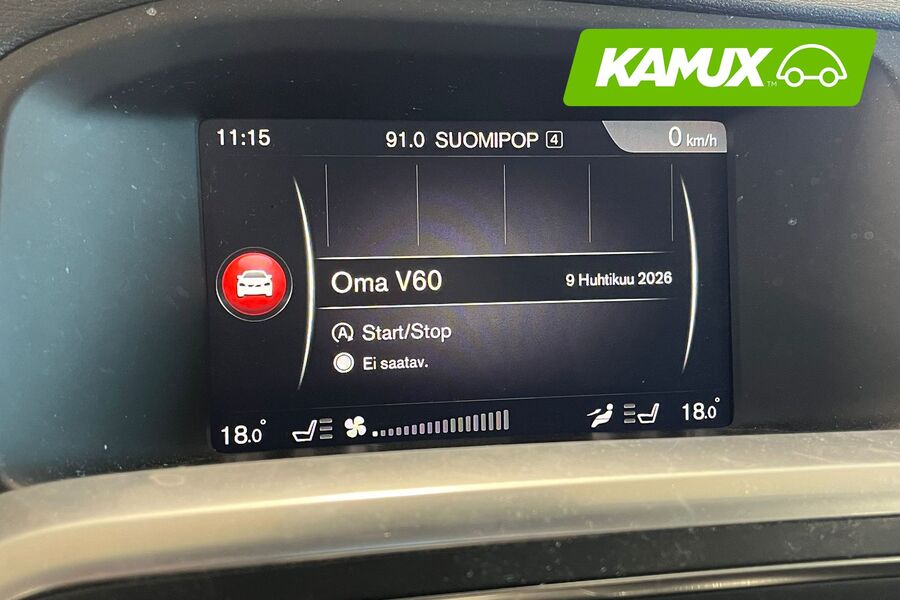 KAMUX™
11:15 91.0 SUOMIPOP 4 0 km/h
Oma V60 9 Huhtikuu 2026
A Start/Stop
Ei saatav.
18.0° 18.0°